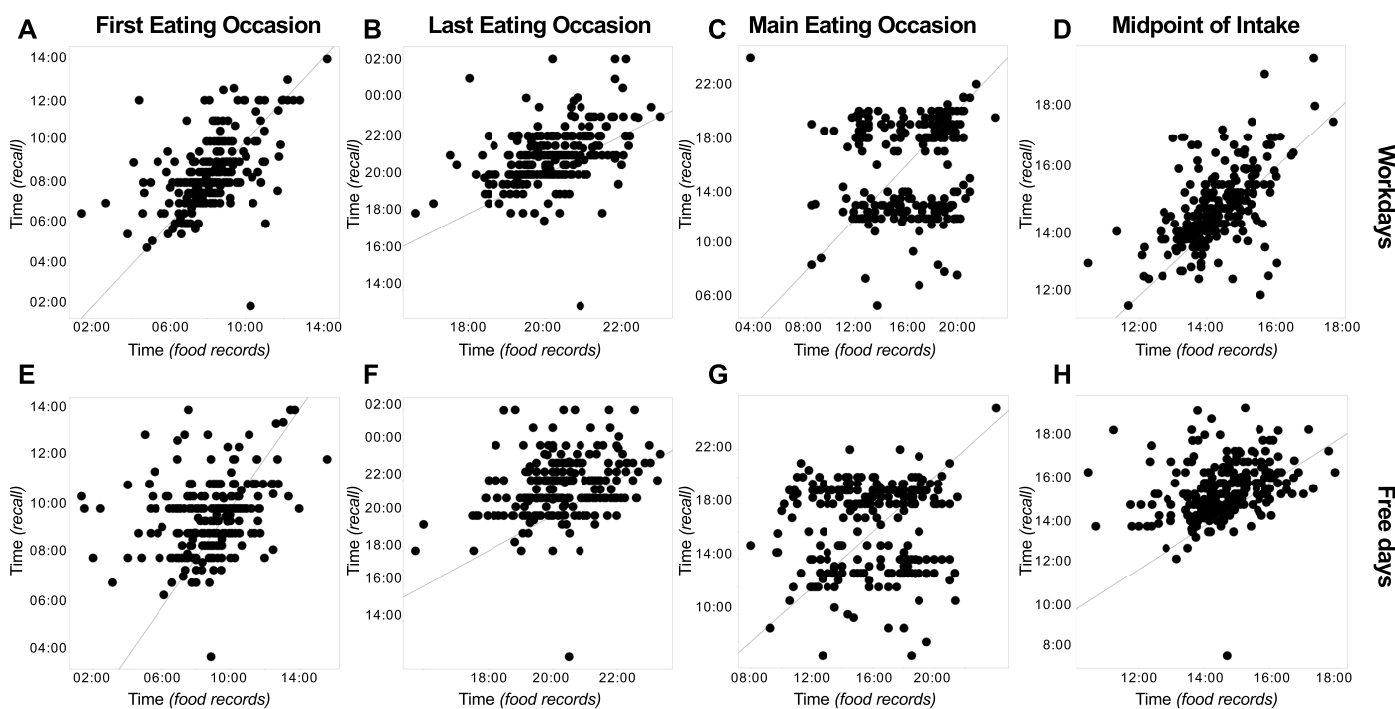 A First Eating Occasion B Last Eating Occasion C Main Eating Occasion D Midpoint of Intake
14:00
12:00
10:00
08:00
06:00
04:00
02:00
Time (recall)
02:00 06:00 10:00 14:00
Time (food records)
02:00
00:00
22:00
20:00
18:00
16:00
14:00
Time (recall)
18:00 20:00 22:00
Time (food records)
22:00
18:00
14:00
10:00
06:00
Time (recall)
04:00 08:00 12:00 16:00 20:00
Time (food records)
18:00
16:00
14:00
12:00
Time (recall)
12:00 14:00 16:00 18:00
Time (food records)
Workdays
E F G H
14:00
12:00
10:00
08:00
06:00
04:00
Time (recall)
02:00 06:00 10:00 14:00
Time (food records)
02:00
00:00
22:00
20:00
18:00
16:00
14:00
Time (recall)
18:00 20:00 22:00
Time (food records)
22:00
18:00
14:00
10:00
Time (recall)
08:00 12:00 16:00 20:00
Time (food records)
18:00
16:00
14:00
12:00
10:00
8:00
Time (recall)
12:00 14:00 16:00 18:00
Time (food records)
Free days